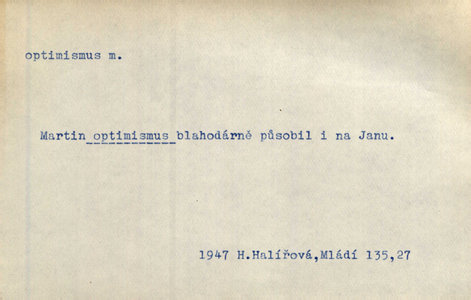 optimismus m.
Martin optimismus blahodárně působil i na Janu.
1947 H.Halířová,Mládí 135,27